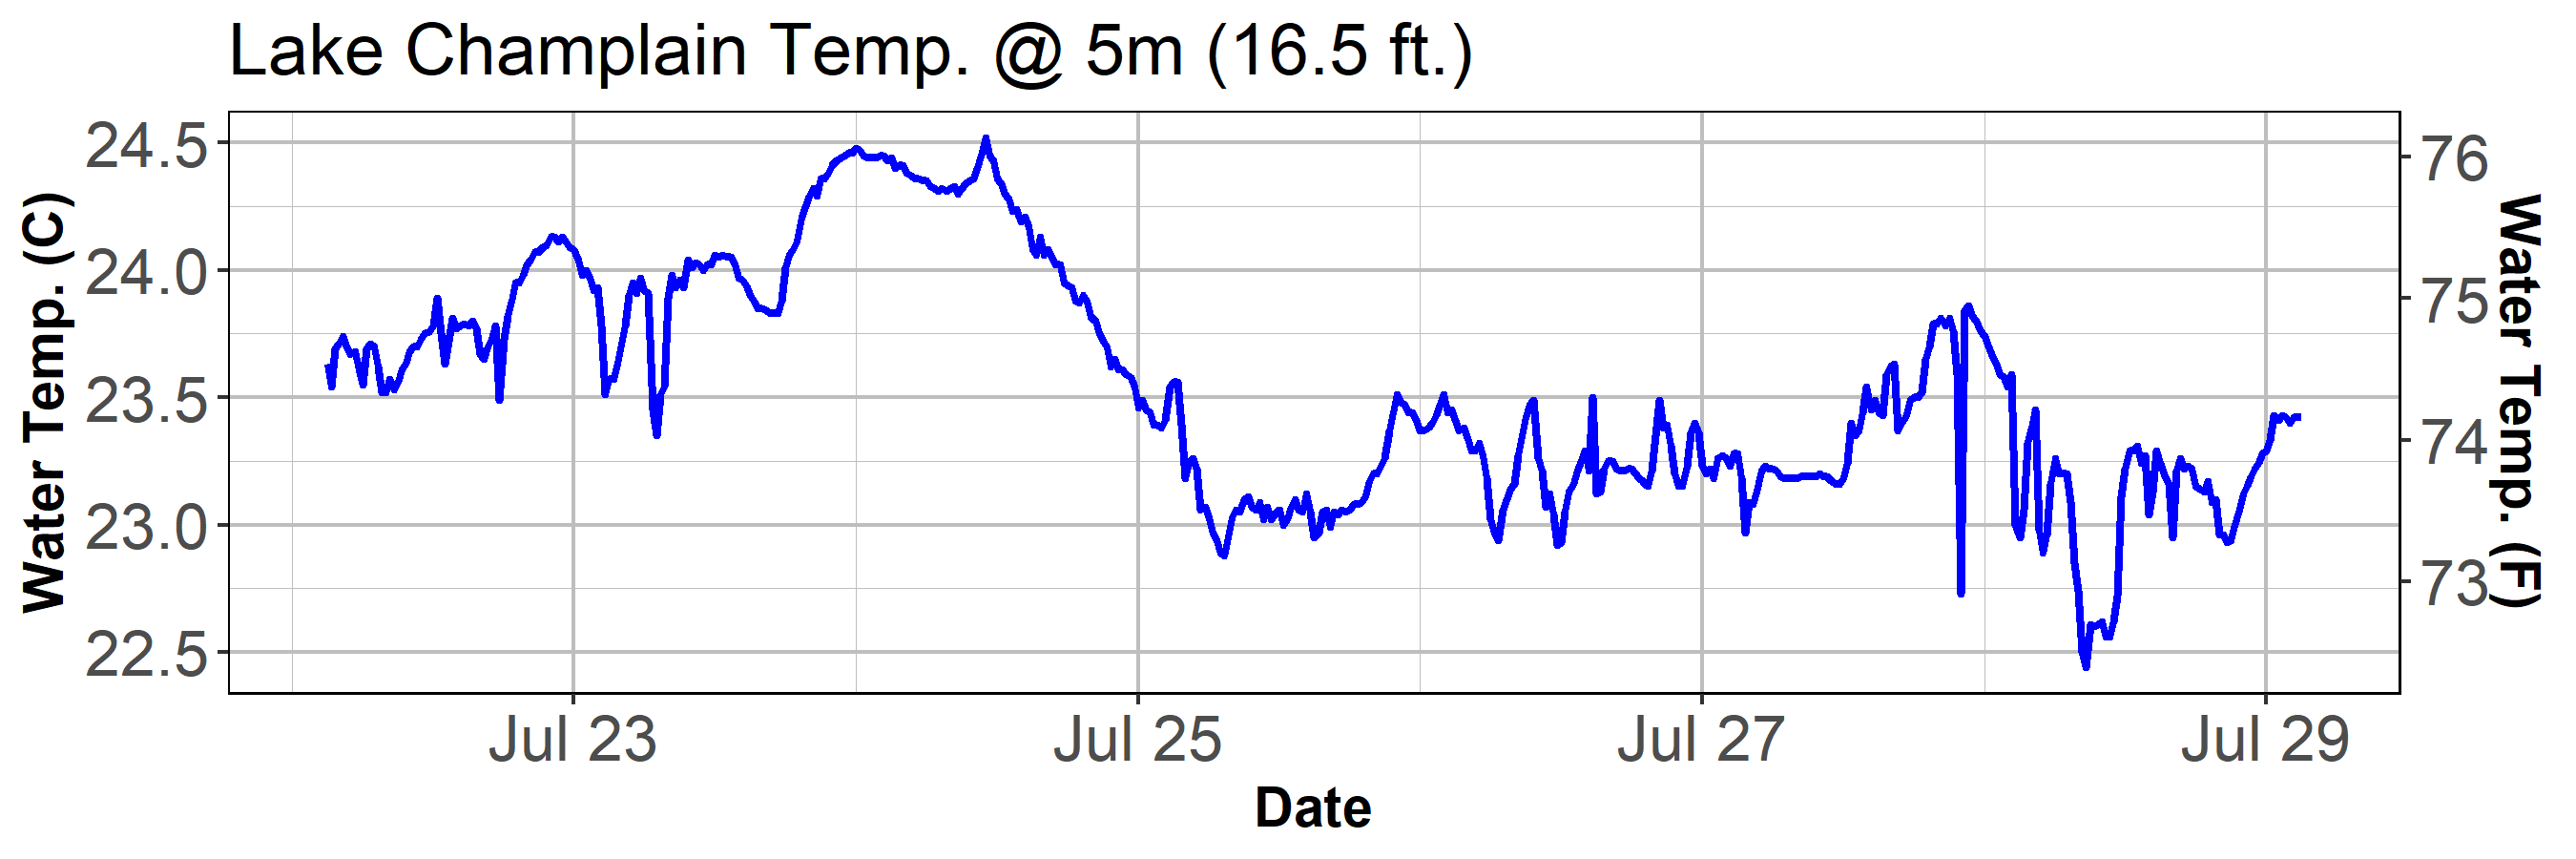 Lake Champlain Temp. @ 5m (16.5 ft.)
Water Temp. (C)
24.5
24.0
23.5
23.0
22.5
76
75
74
73
Water Temp. (F)
Jul 23
Jul 25
Jul 27
Jul 29
Date